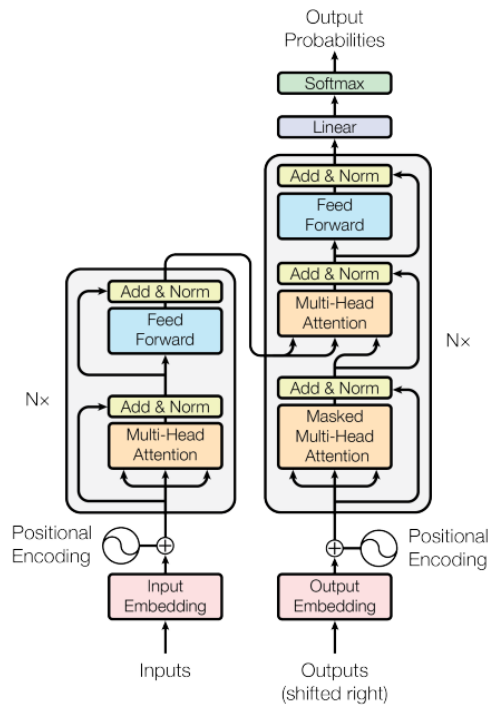 Output
Probabilities
Softmax
Linear
Add & Norm
Feed
Forward
Add & Norm
Multi-Head
Attention
Add & Norm
Masked
Multi-Head
Attention
Nx
Positional
Encoding
Output
Embedding
Outputs
(shifted right)
Add & Norm
Feed
Forward
Add & Norm
Multi-Head
Attention
Nx
Positional
Encoding
Input
Embedding
Inputs